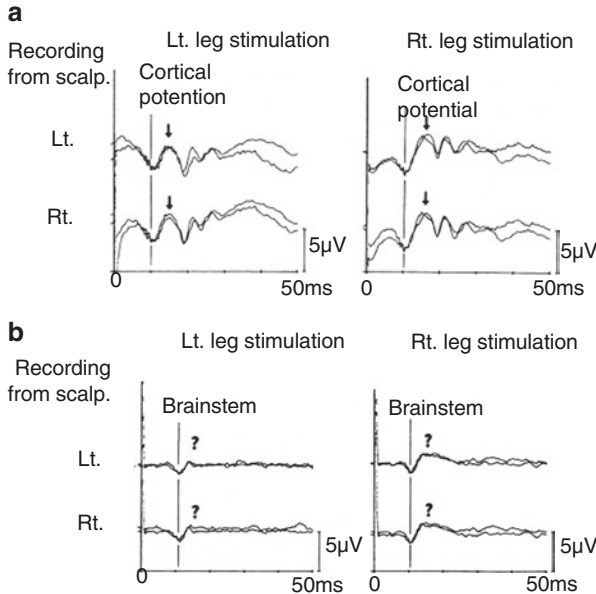 a
Lt. leg stimulation
Rt. leg stimulation
Recording
from scalp.
Cortical
potention
Cortical
potential
Lt.
Rt.
5µV
5µV
0
50ms
0
50ms
b
Lt. leg stimulation
Rt. leg stimulation
Recording
from scalp.
Brainstem
Brainstem
Lt.
?
?
Rt.
?
?
5µV
5µV
0
50ms
0
50ms